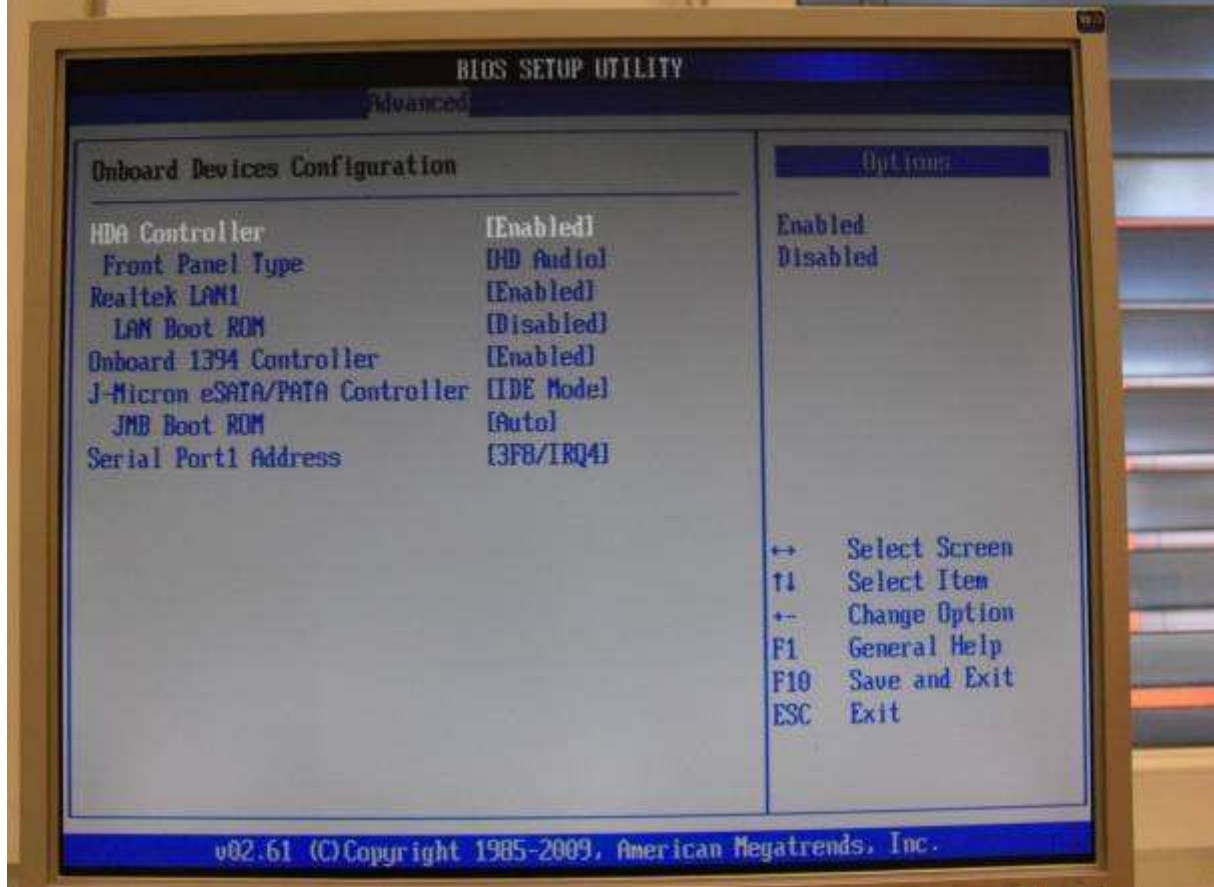 BIOS SETUP UTILITY
Advanced
Onboard Devices Configuration
HDA Controller [Enabled]
Front Panel Type [HD Audio]
Realtek LAN1 [Enabled]
LAN Boot ROM [Disabled]
Onboard 1394 Controller [Enabled]
J-Micron eSATA/PATA Controller [IDE Mode]
JMB Boot ROM [Auto]
Serial Port1 Address [3F8/IRQ4]
Options
Enabled
Disabled
↔ Select Screen
↑↓ Select Item
+- Change Option
F1 General Help
F10 Save and Exit
ESC Exit
v02.61 (C)Copyright 1985-2009, American Megatrends, Inc.